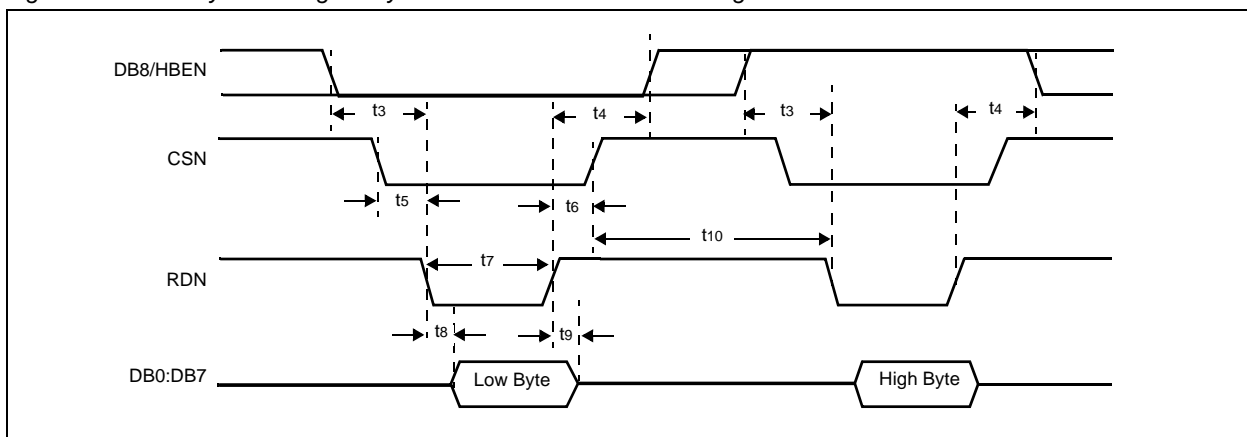 DB8/HBEN
t3
t4
t3
t4
CSN
t5
t6
t10
RDN
t7
t8
t9
DB0:DB7
Low Byte
High Byte